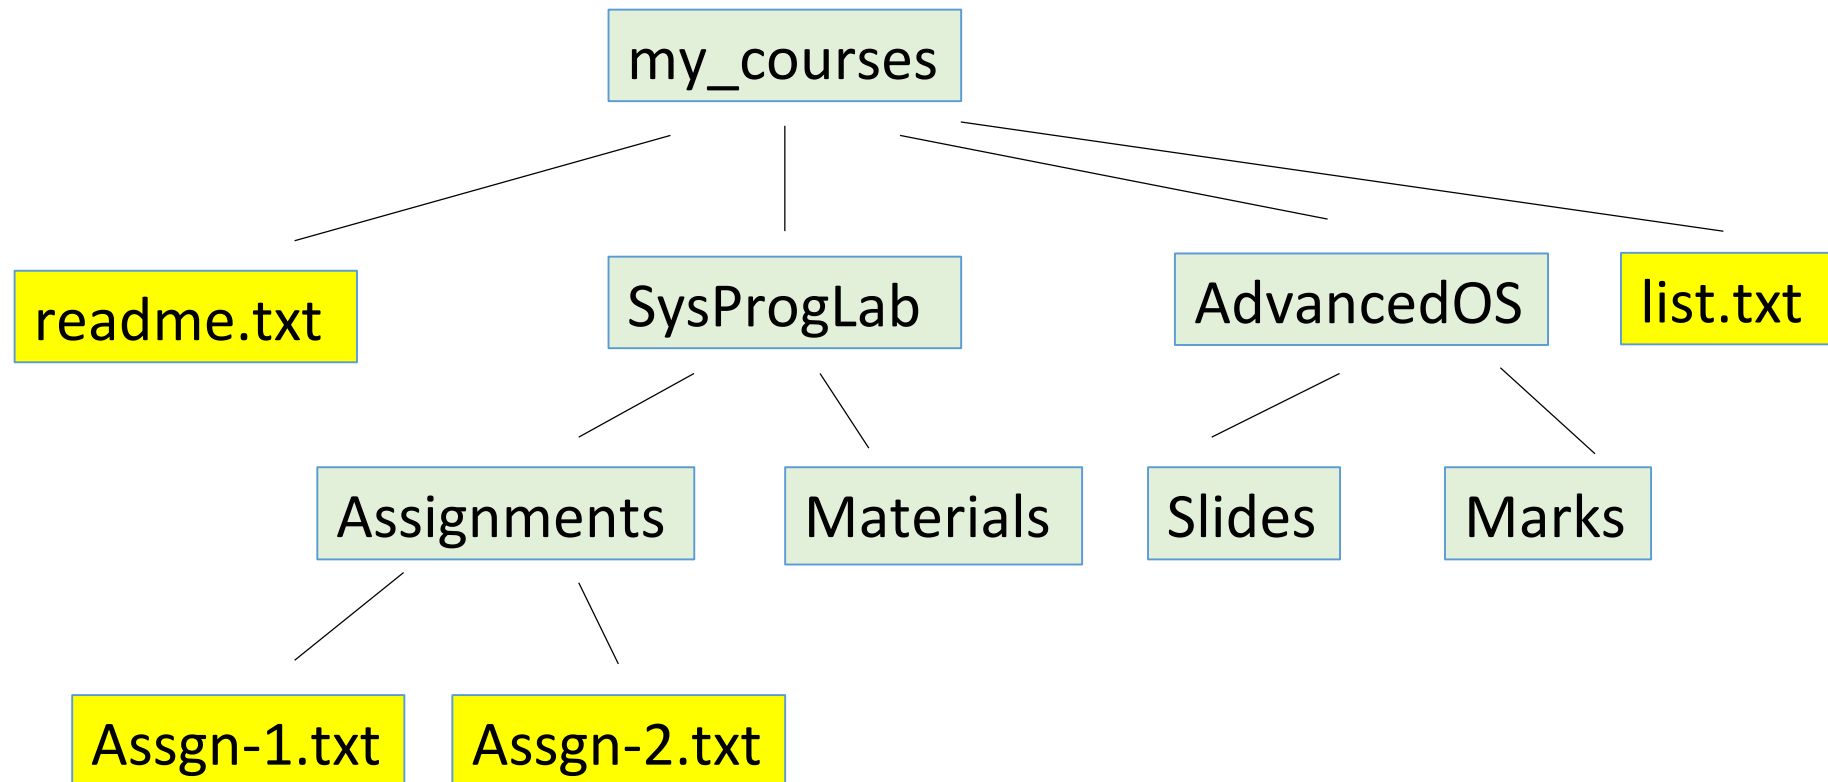 my_courses
readme.txt
SysProgLab
AdvancedOS
list.txt
Assignments
Materials
Slides
Marks
Assgn-1.txt
Assgn-2.txt